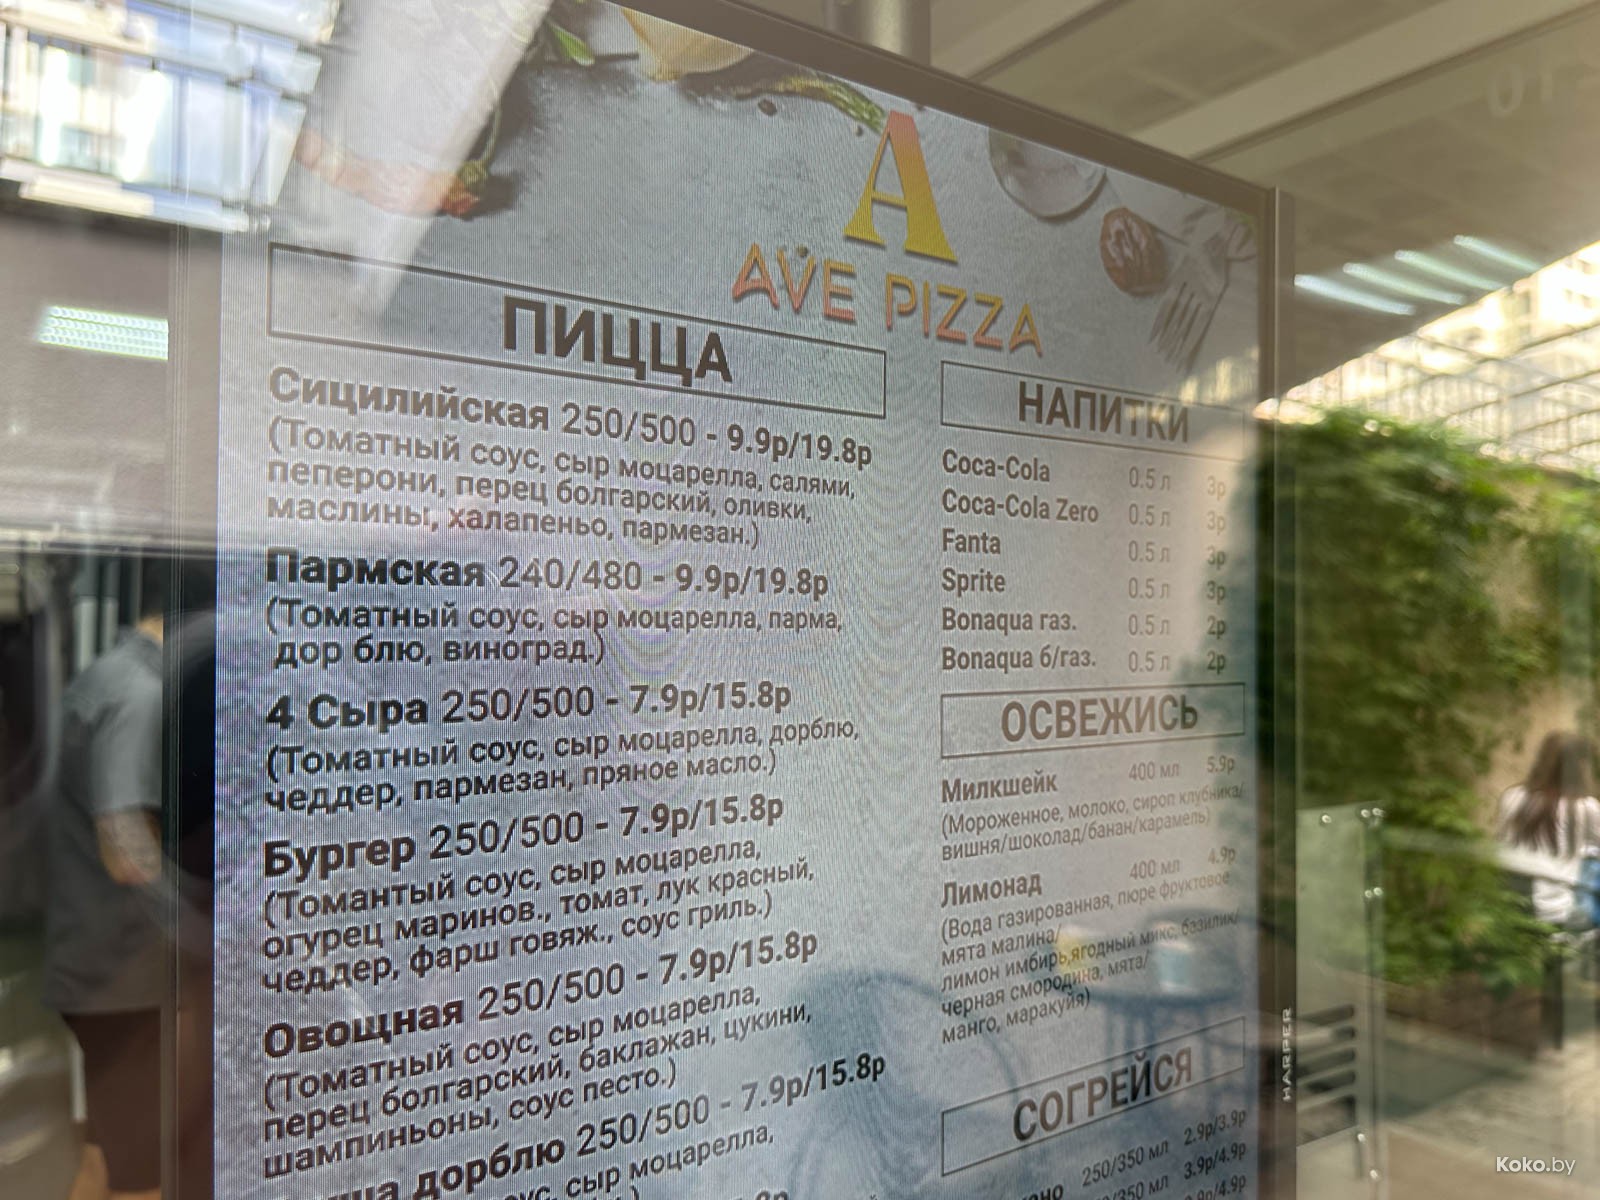 A
AVE PIZZA
ПИЦЦА
Сицилийская 250/500 - 9.9р/19.8р
(Томатный соус, сыр моцарелла, салями,
пеперони, перец болгарский, оливки,
маслины, халапеньо, пармезан.)
Пармская 240/480 - 9.9р/19.8р
(Томатный соус, сыр моцарелла, парма,
дор блю, виноград.)
4 Сыра 250/500 - 7.9р/15.8р
(Томатный соус, сыр моцарелла, дорблю,
чеддер, пармезан, пряное масло.)
Бургер 250/500 - 7.9р/15.8р
(Томантый соус, сыр моцарелла,
огурец маринов., томат, лук красный,
чеддер, фарш говяж., соус гриль.)
Овощная 250/500 - 7.9р/15.8р
(Томатный соус, сыр моцарелла,
перец болгарский, баклажан, цукини,
шампиньоны, соус песто.)
дорблю 250/500 - 7.9р/15.8р
сыр моцарелла,
НАПИТКИ
Coca-Cola 0.5 л 3р
Coca-Cola Zero 0.5 л 3р
Fanta 0.5 л 3р
Sprite 0.5 л 3р
Bonaqua газ. 0.5 л 2р
Bonaqua б/газ. 0.5 л 2р
ОСВЕЖИСЬ
Милкшейк 400 мл 5.9р
(Мороженное, молоко, сироп клубника/
вишня/шоколад/банан/карамель)
Лимонад 400 мл 4.9р
(Вода газированная, пюре фруктовое
мята малина/
лимон имбирь,ягодный микс, базилик/
черная смородина, мята/
манго, маракуйя)
СОГРЕЙСЯ
250/350 мл 2.9р/3.9р
250/350 мл 3.9р/4.9р
HARPER
Koko.by